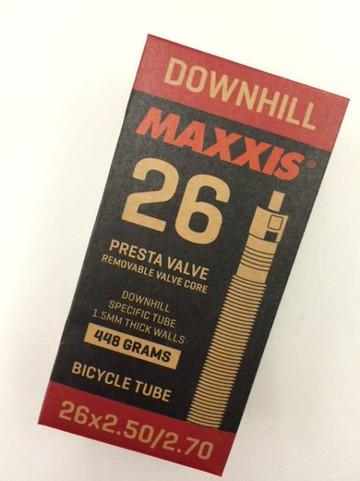 DOWNHILL
MAXXIS®
26
PRESTA VALVE
REMOVABLE VALVE CORE
DOWNHILL
SPECIFIC TUBE
1.5MM THICK WALLS
448 GRAMS
BICYCLE TUBE
26x2.50/2.70